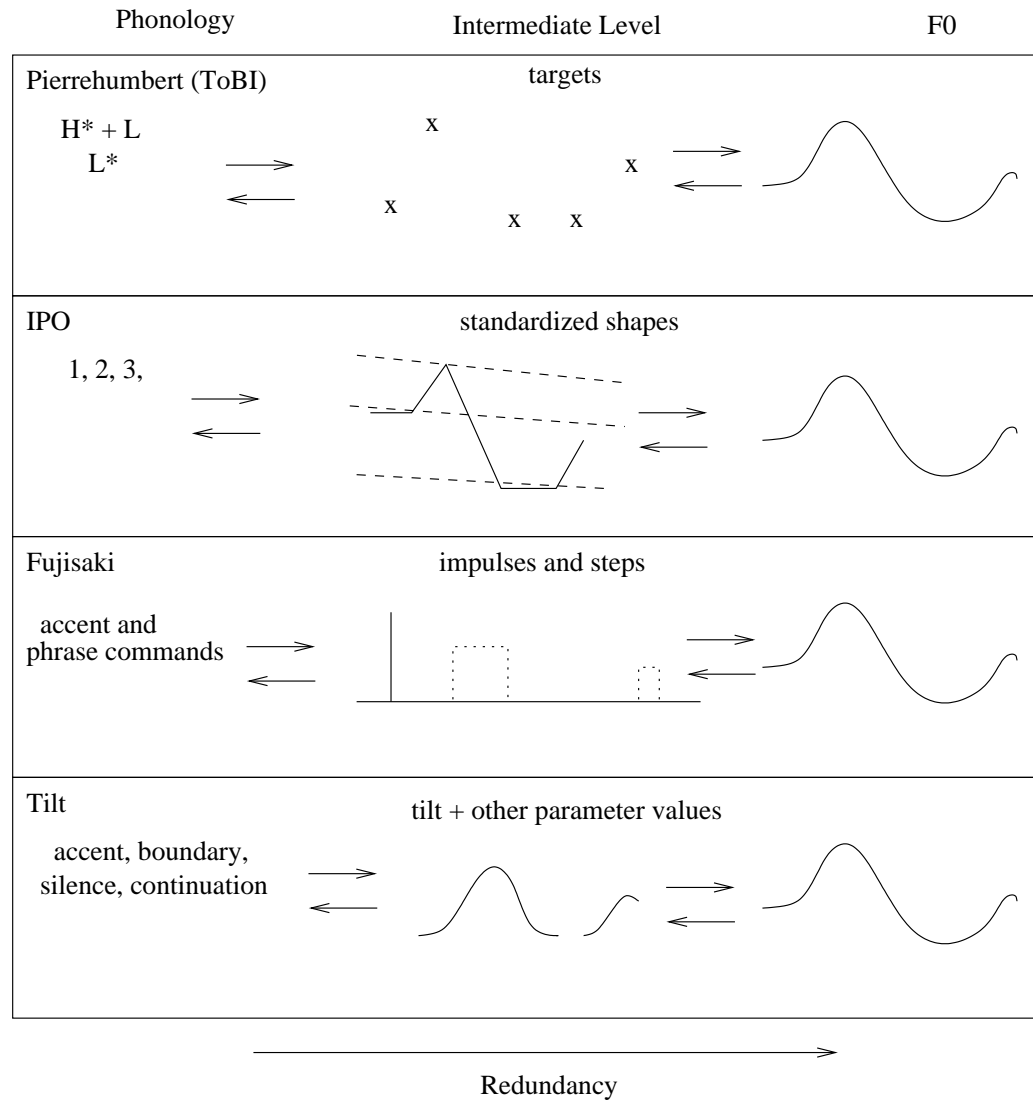 Phonology Intermediate Level F0
Pierrehumbert (ToBI) targets
H* + L
L*
x
x
x
x x
IPO standardized shapes
1, 2, 3,
Fujisaki impulses and steps
accent and
phrase commands
Tilt tilt + other parameter values
accent, boundary,
silence, continuation
Redundancy